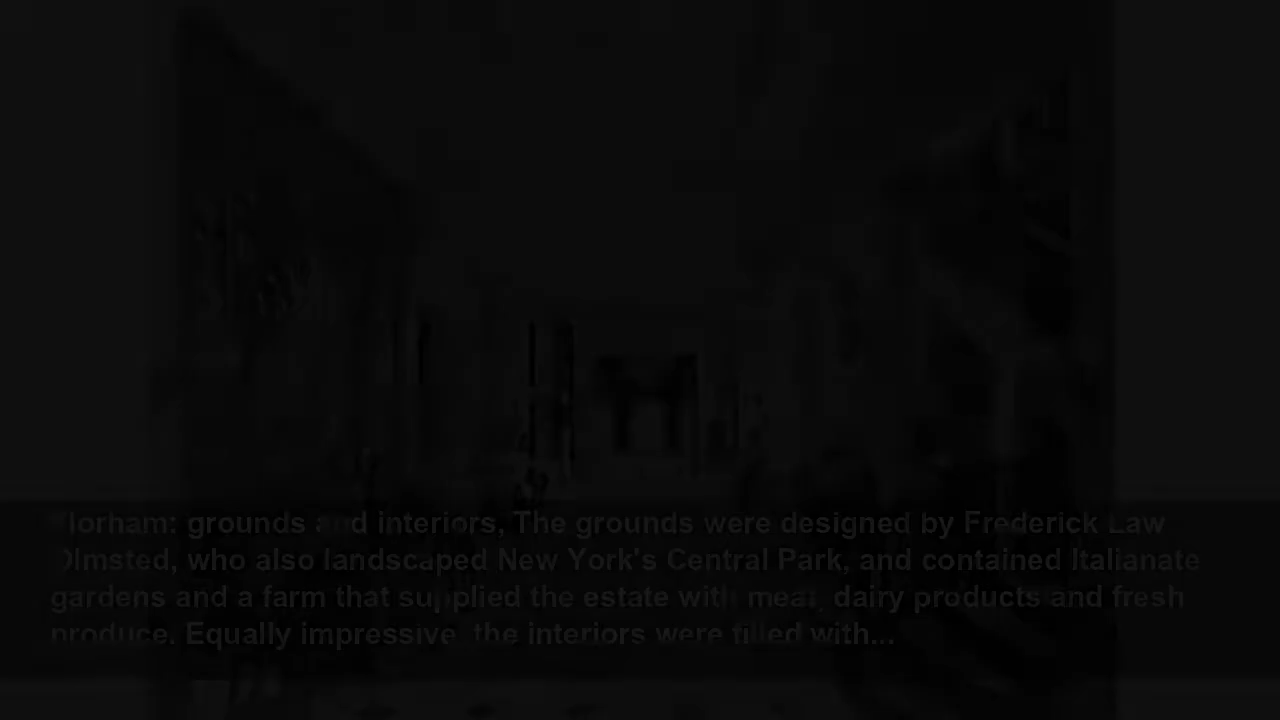 Florham: grounds and interiors, The grounds were designed by Frederick Law
Olmsted, who also landscaped New York's Central Park, and contained Italianate
gardens and a farm that supplied the estate with meat, dairy products and fresh
produce. Equally impressive, the interiors were filled with...